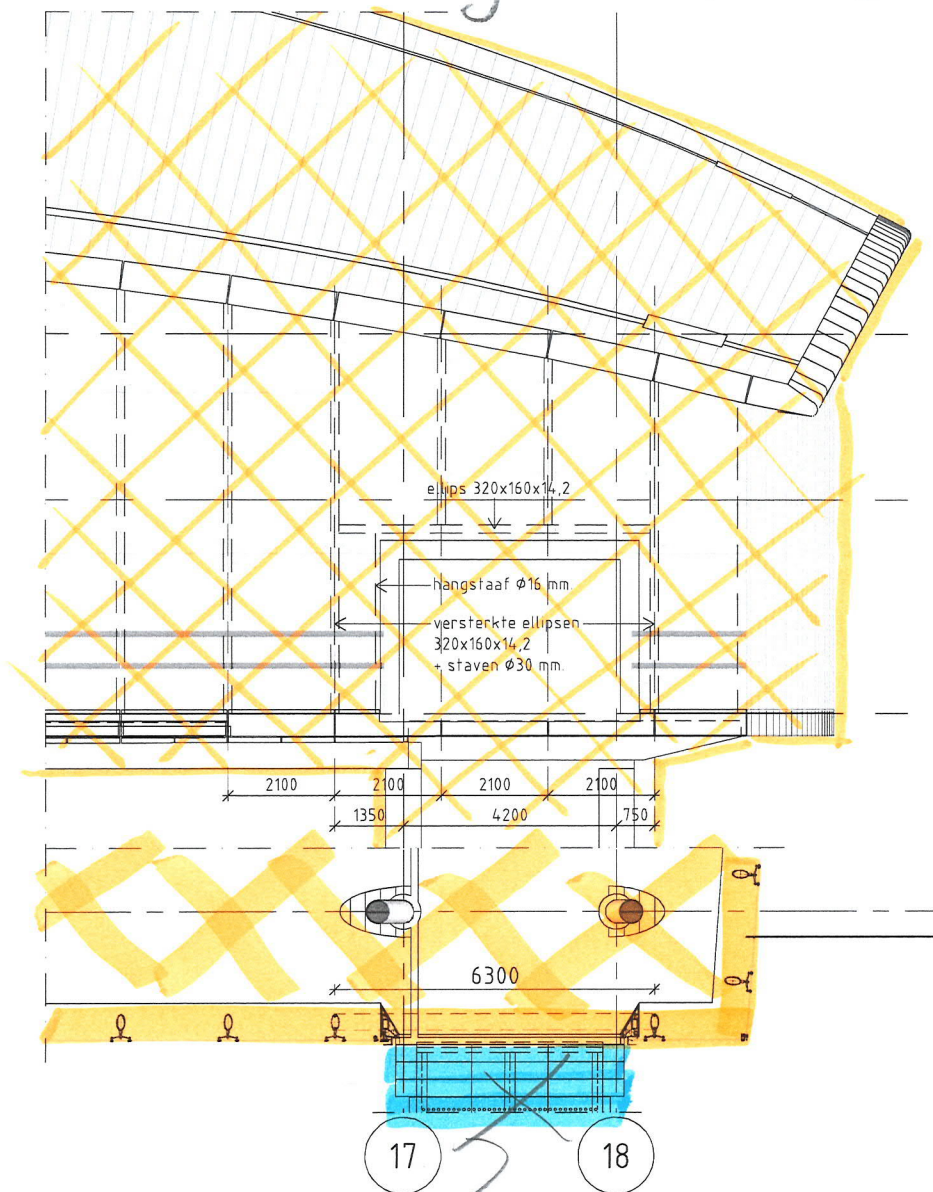 ellips 320x160x14,2
hangstaaf Ø16 mm.
versterkte ellipsen
320x160x14,2
+ staven Ø30 mm.
2100 2100 2100 2100
1350 4200 750
6300
17 18